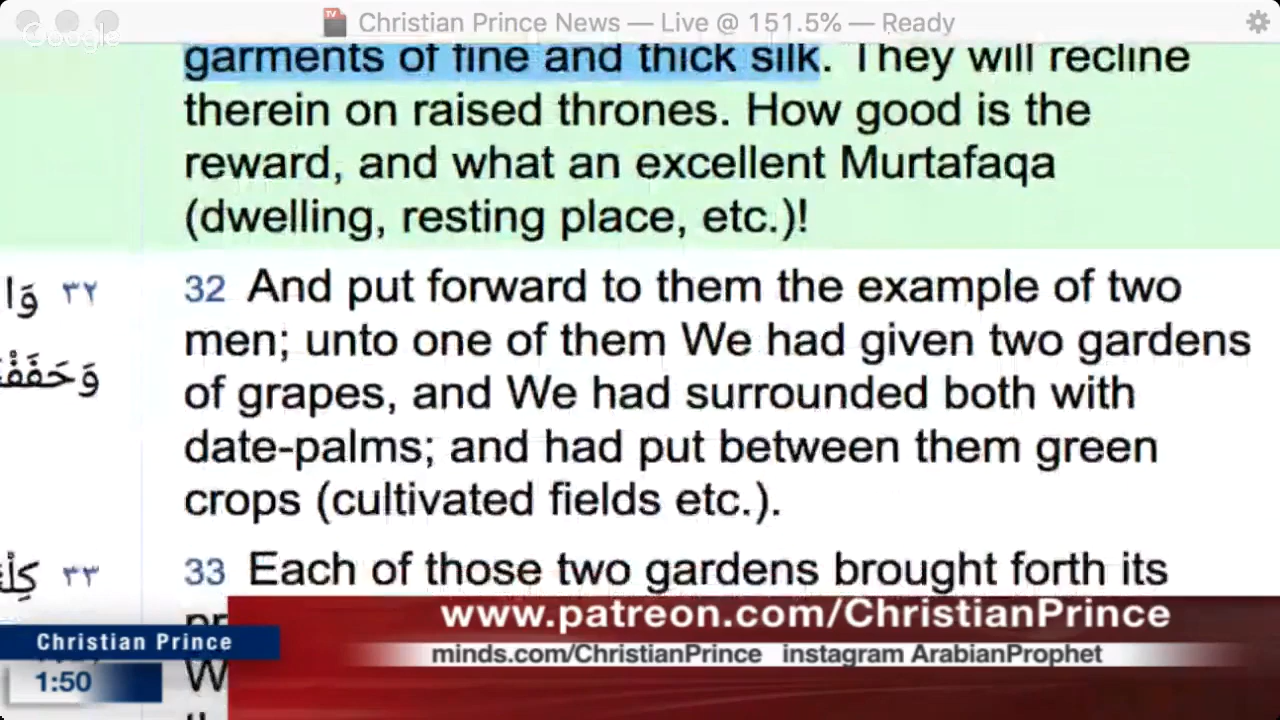 Christian Prince News — Live @ 151.5% — Ready
Google
garments of fine and thick silk. They will recline
therein on raised thrones. How good is the
reward, and what an excellent Murtafaqa
(dwelling, resting place, etc.)!
32 And put forward to them the example of two
men; unto one of them We had given two gardens
of grapes, and We had surrounded both with
date-palms; and had put between them green
crops (cultivated fields etc.).
٣٢
33 Each of those two gardens brought forth its
٣٣
www.patreon.com/ChristianPrince
Christian Prince
minds.com/ChristianPrince instagram ArabianProphet
1:50